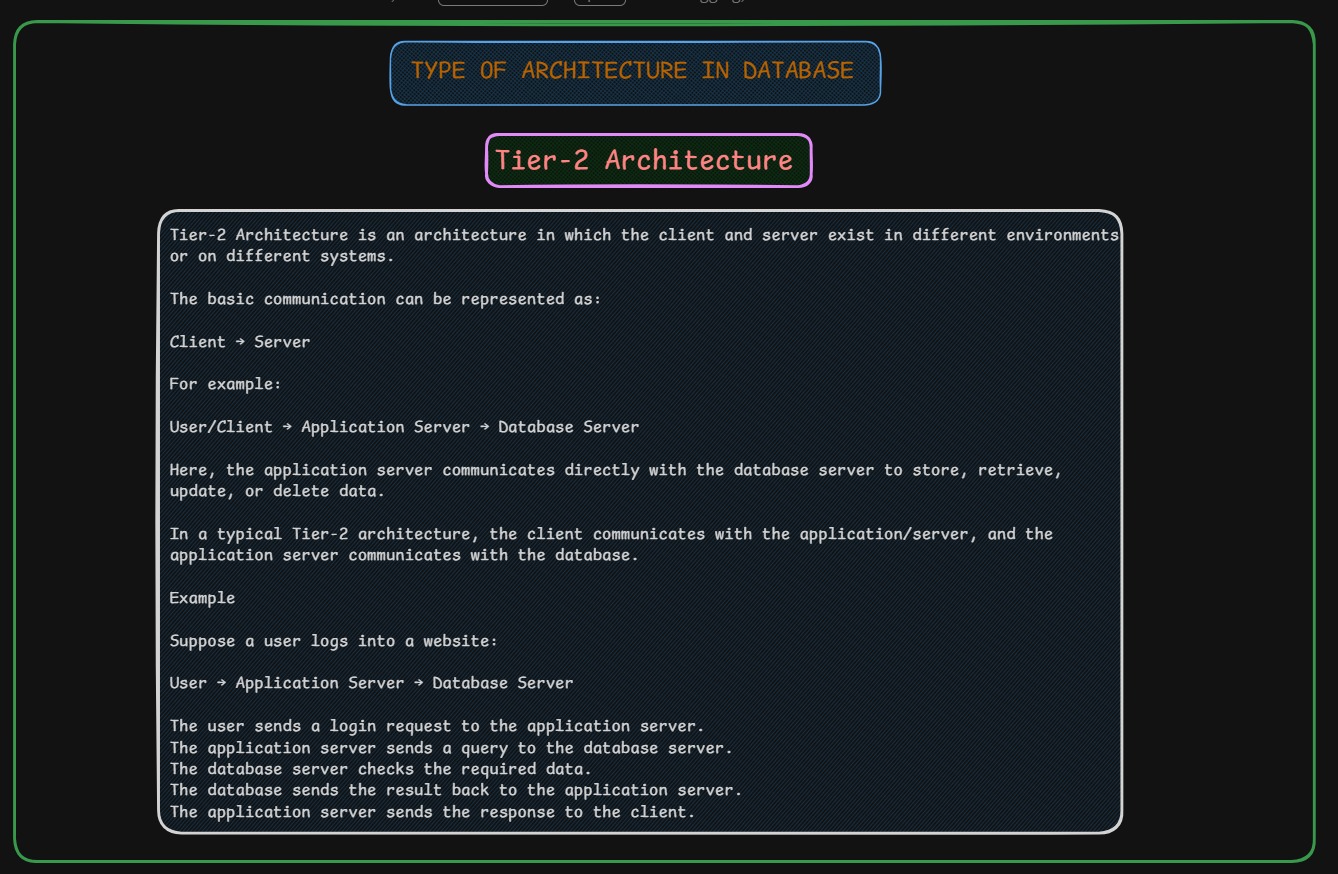 TYPE OF ARCHITECTURE IN DATABASE
Tier-2 Architecture
Tier-2 Architecture is an architecture in which the client and server exist in different environments
or on different systems.
The basic communication can be represented as:
Client → Server
For example:
User/Client → Application Server → Database Server
Here, the application server communicates directly with the database server to store, retrieve,
update, or delete data.
In a typical Tier-2 architecture, the client communicates with the application/server, and the
application server communicates with the database.
Example
Suppose a user logs into a website:
User → Application Server → Database Server
The user sends a login request to the application server.
The application server sends a query to the database server.
The database server checks the required data.
The database sends the result back to the application server.
The application server sends the response to the client.